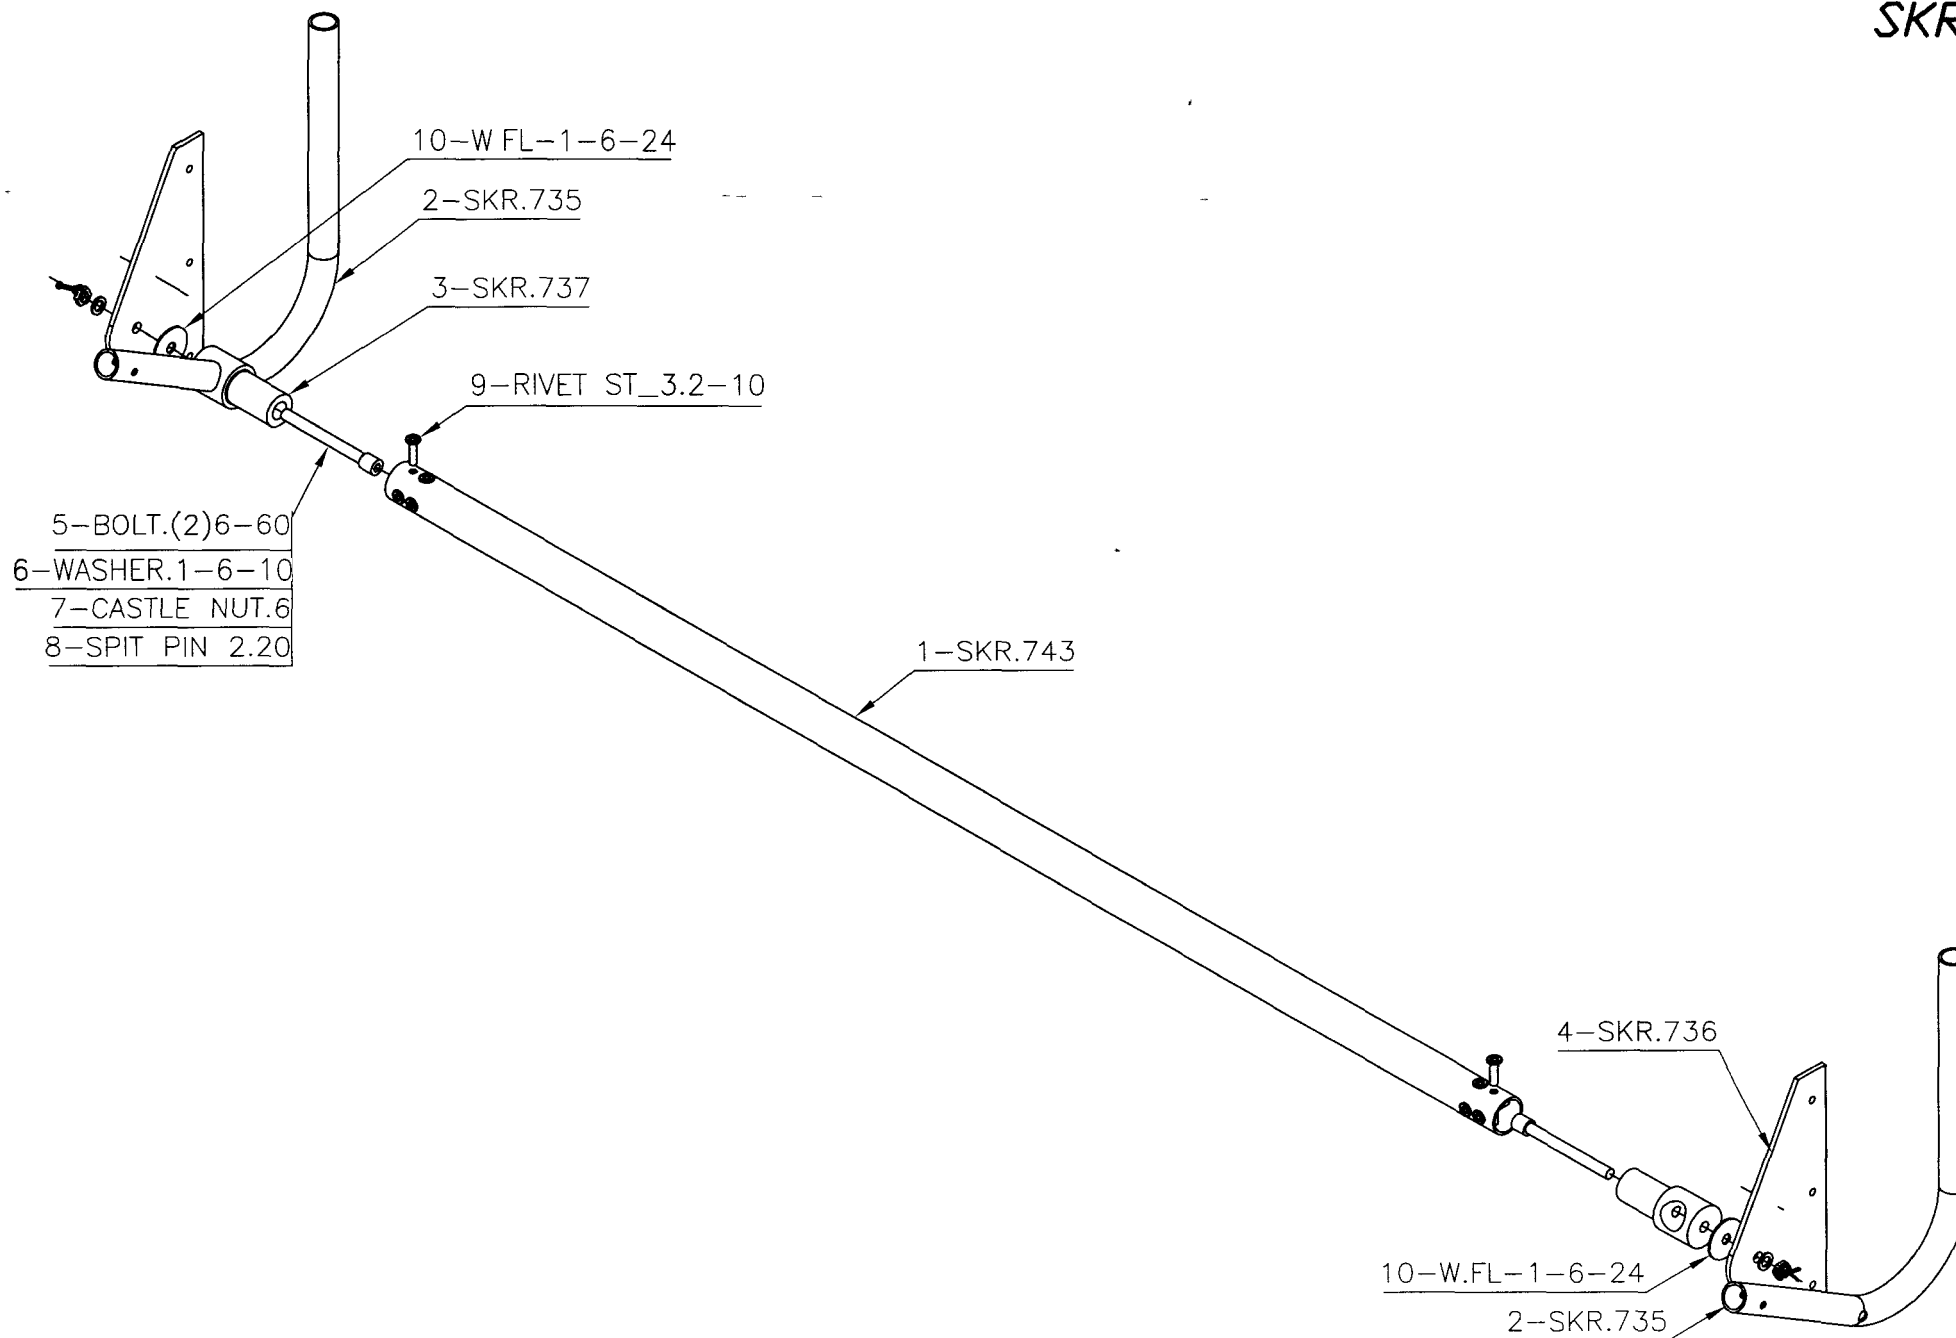 SKR
10-W FL-1-6-24
2-SKR.735
3-SKR.737
9-RIVET ST_3.2-10
5-BOLT.(2)6-60
6-WASHER.1-6-10
7-CASTLE NUT.6
8-SPIT PIN 2.20
1-SKR.743
4-SKR.736
10-W.FL-1-6-24
2-SKR.735